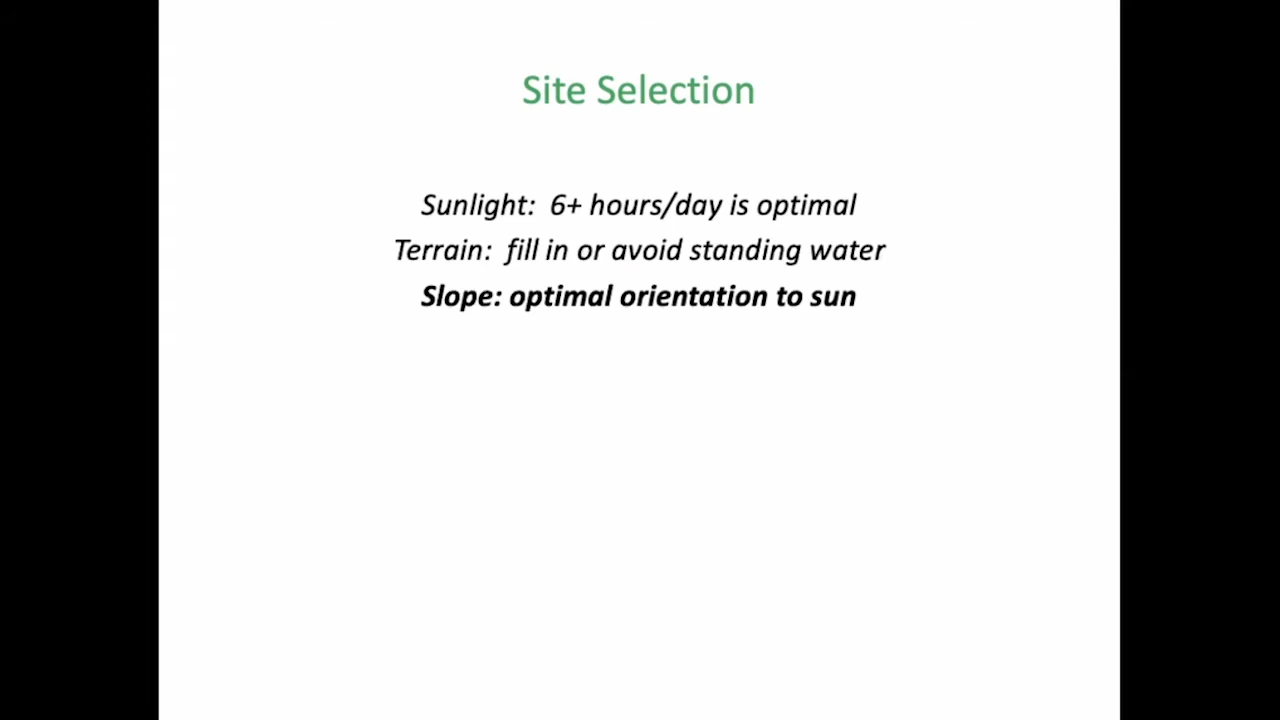 Site Selection
Sunlight:  6+ hours/day is optimal
Terrain:  fill in or avoid standing water
Slope: optimal orientation to sun